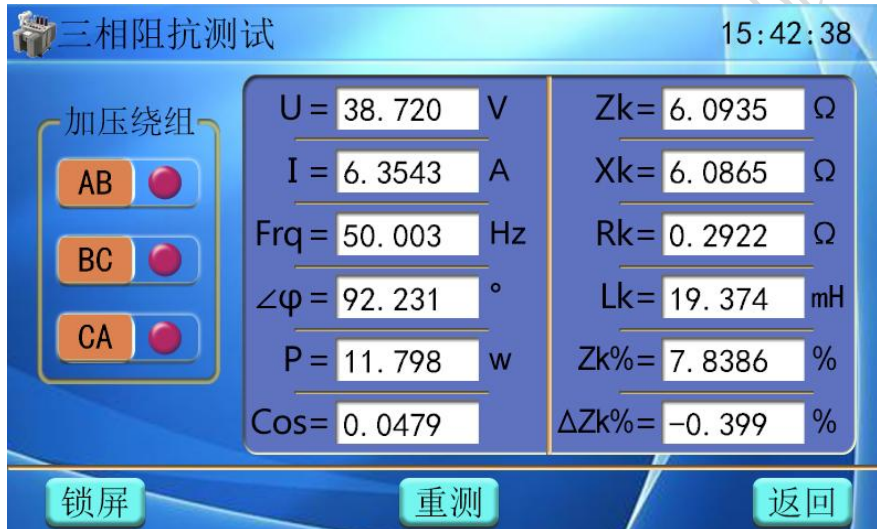 三相阻抗测试 15:42:38
加压绕组
AB
BC
CA
U = 38.720 V
I = 6.3543 A
Frq = 50.003 Hz
∠φ = 92.231 °
P = 11.798 w
Cos= 0.0479
Zk= 6.0935 Ω
Xk= 6.0865 Ω
Rk= 0.2922 Ω
Lk= 19.374 mH
Zk%= 7.8386 %
ΔZk%= -0.399 %
锁屏 重测 返回